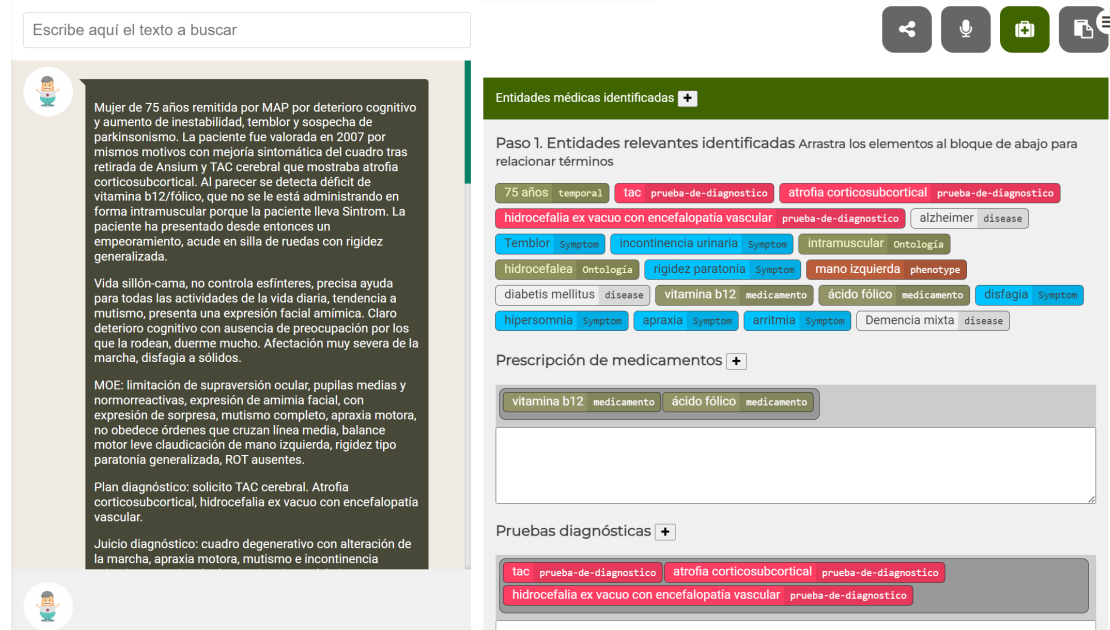 Escribe aquí el texto a buscar
Mujer de 75 años remitida por MAP por deterioro cognitivo
y aumento de inestabilidad, temblor y sospecha de
parkinsonismo. La paciente fue valorada en 2007 por
mismos motivos con mejoría sintomática del cuadro tras
retirada de Ansium y TAC cerebral que mostraba atrofia
corticosubcortical. Al parecer se detecta déficit de
vitamina b12/fólico, que no se le está administrando en
forma intramuscular porque la paciente lleva Sintrom. La
paciente ha presentado desde entonces un
empeoramiento, acude en silla de ruedas con rigidez
generalizada.
Vida sillón-cama, no controla esfínteres, precisa ayuda
para todas las actividades de la vida diaria, tendencia a
mutismo, presenta una expresión facial amímica. Claro
deterioro cognitivo con ausencia de preocupación por los
que la rodean, duerme mucho. Afectación muy severa de la
marcha, disfagia a sólidos.
MOE: limitación de supraversión ocular, pupilas medias y
normorreactivas, expresión de amimia facial, con
expresión de sorpresa, mutismo completo, apraxia motora,
no obedece órdenes que cruzan línea media, balance
motor leve claudicación de mano izquierda, rigidez tipo
paratonía generalizada, ROT ausentes.
Plan diagnóstico: solicito TAC cerebral. Atrofia
corticosubcortical, hidrocefalia ex vacuo con encefalopatía
vascular.
Juicio diagnóstico: cuadro degenerativo con alteración de
la marcha, apraxia motora, mutismo e incontinencia
Entidades médicas identificadas +
Paso 1. Entidades relevantes identificadas Arrastra los elementos al bloque de abajo para
relacionar términos
75 años temporal tac prueba-de-diagnostico atrofia corticosubcortical prueba-de-diagnostico
hidrocefalia ex vacuo con encefalopatía vascular prueba-de-diagnostico alzheimer disease
Temblor Symptom incontinencia urinaria Symptom intramuscular Ontología
hidrocefalea Ontología rigidez paratonía Symptom mano izquierda phenotype
diabetis mellitus disease vitamina b12 medicamento ácido fólico medicamento disfagia Symptom
hipersomnia Symptom apraxia Symptom arritmia Symptom Demencia mixta disease
Prescripción de medicamentos +
vitamina b12 medicamento ácido fólico medicamento
Pruebas diagnósticas +
tac prueba-de-diagnostico atrofia corticosubcortical prueba-de-diagnostico
hidrocefalia ex vacuo con encefalopatía vascular prueba-de-diagnostico